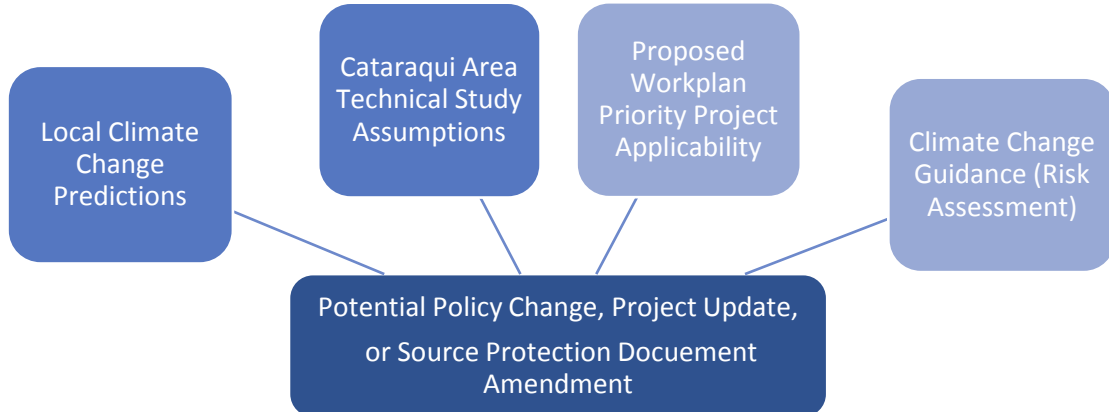 Local Climate
Change
Predictions
Cataraqui Area
Technical Study
Assumptions
Proposed
Workplan
Priority Project
Applicability
Climate Change
Guidance (Risk
Assessment)
Potential Policy Change, Project Update,
or Source Protection Docuement
Amendment